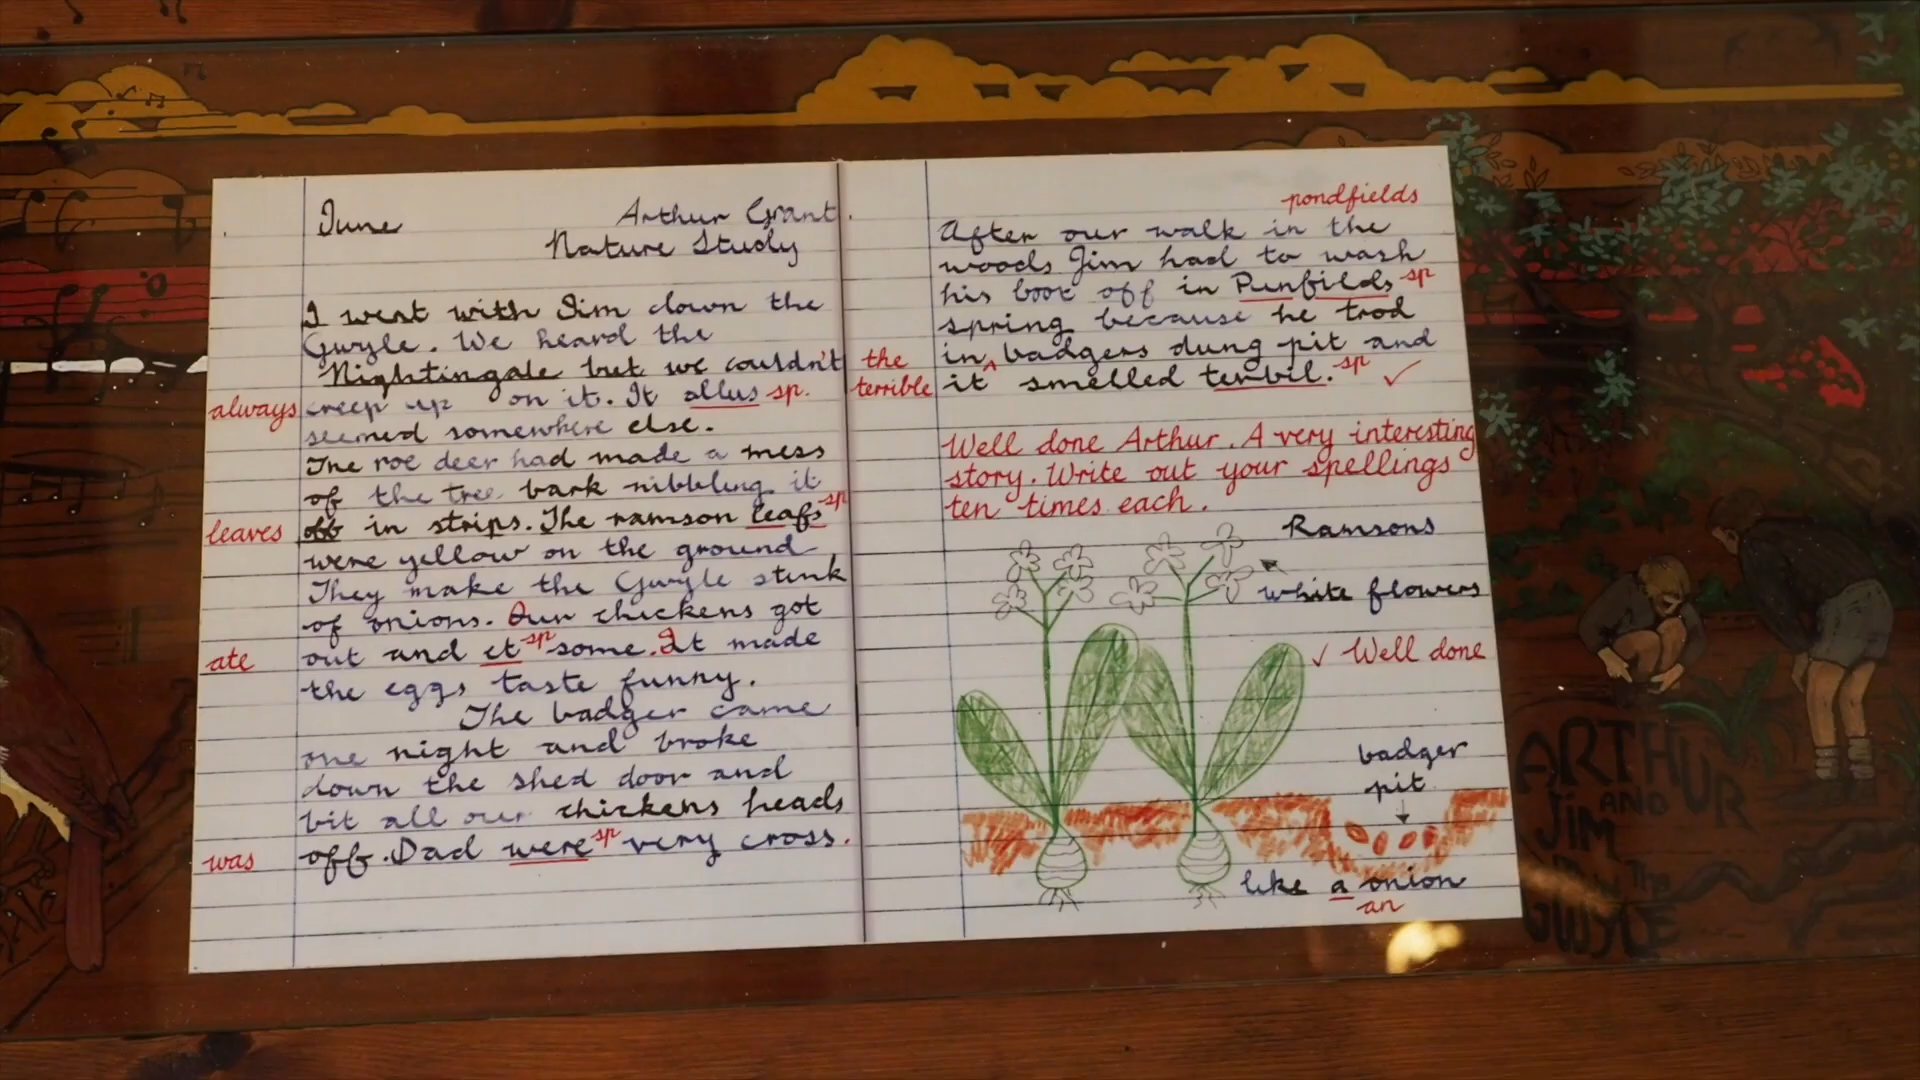 June
Arthur Grant.
Nature Study
I went with Jim down the
Gwyle. We heard the
Nightingale but we couldn't
always creep up on it. It allus sp.
seemed somewhere else.
The roe deer had made a mess
of the tree bark nibbling it
leaves off in strips. The ramson leafs sp
were yellow on the ground
They make the Gwyle stink
of onions. Our chickens got
ate out and et sp some. It made
the eggs taste funny.
The badger came
one night and broke
down the shed door and
bit all our chickens heads
was off. Dad were sp very cross.
pondfields
After our walk in the
woods Jim had to wash
his boot off in Punfilds sp
spring because he trod
the in ^ badgers dung pit and
terrible it smelled terbil. sp ✓
Well done Arthur. A very interesting
story. Write out your spellings
ten times each.
Ramsons
white flowers
✓ Well done
badger
pit
like a onion
an
ARTHUR
AND
JIM
THE
GWYLE